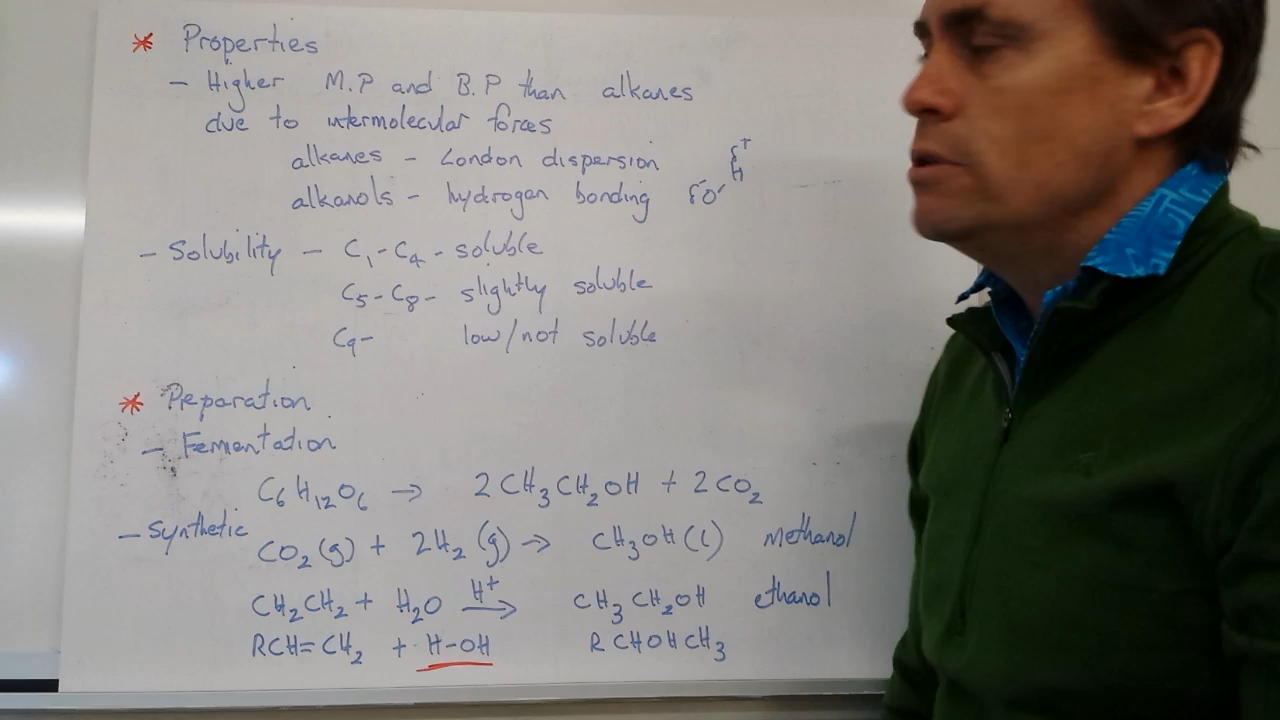 * Properties
- Higher M.P and B.P than alkanes
due to intermolecular forces
alkanes - London dispersion δ+
H
alkanols - hydrogen bonding δ-O
- Solubility - C₁-C₄ - soluble
C₅-C₈- slightly soluble
C₉- low/not soluble
* Preparation
- Fermentation
C₆H₁₂O₆ → 2CH₃CH₂OH + 2CO₂
- Synthetic
CO₂(g) + 2H₂(g) → CH₃OH(l) methanol
CH₂CH₂ + H₂O H⁺→ CH₃CH₂OH ethanol
RCH=CH₂ + H-OH RCHOHCH₃